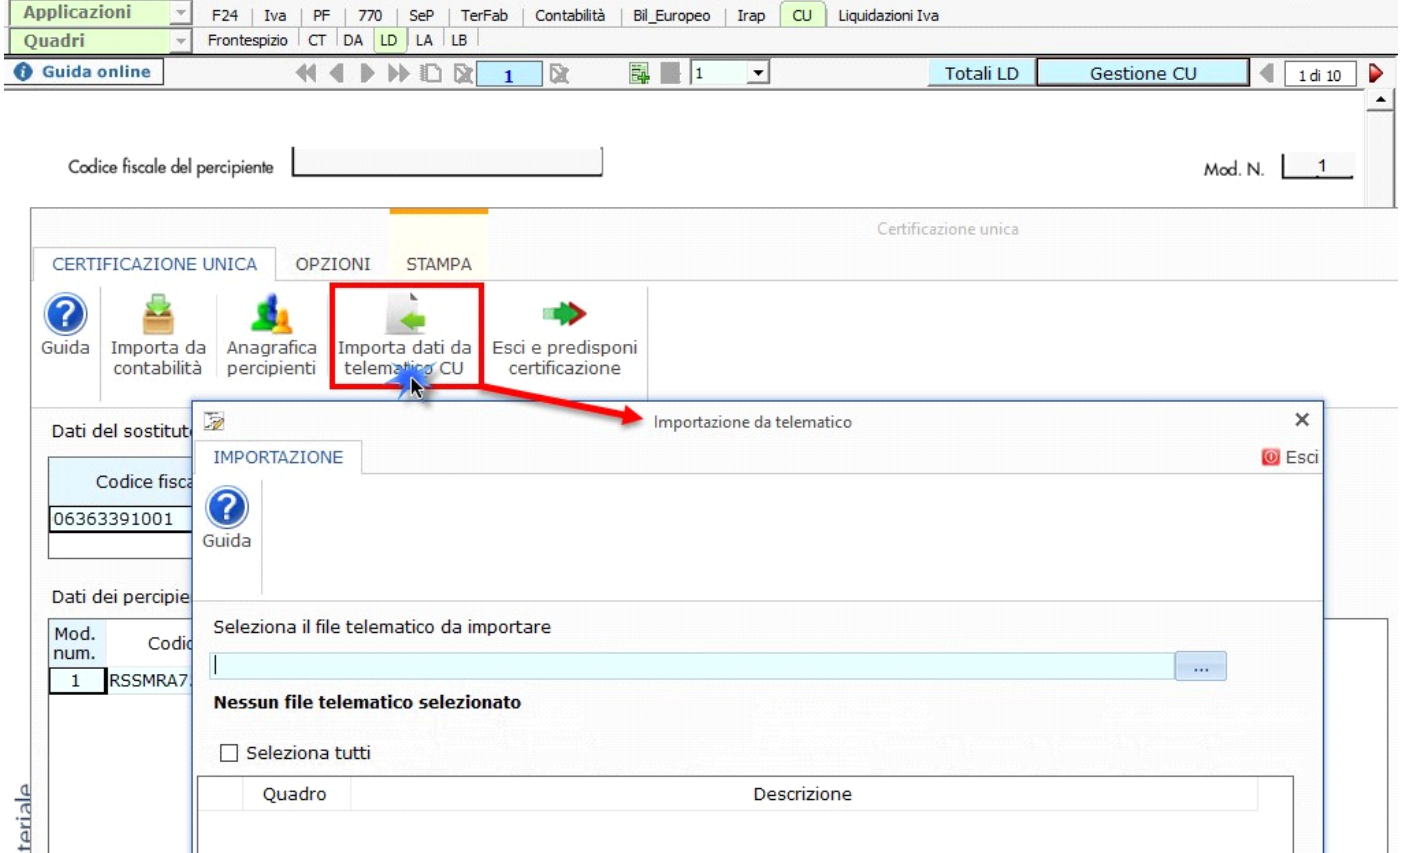 Applicazioni F24 Iva PF 770 SeP TerFab Contabilità Bil_Europeo Irap CU Liquidazioni Iva
Quadri Frontespizio CT DA LD LA LB
Guida online 1 1 Totali LD Gestione CU 1 di 10
Codice fiscale del percipiente Mod. N. 1
Certificazione unica
CERTIFICAZIONE UNICA OPZIONI STAMPA
Guida
Importa da contabilità
Anagrafica percipienti
Importa dati da telematico CU
Esci e predisponi certificazione
Importazione da telematico
Dati del sostitut
IMPORTAZIONE Esci
Codice fisca
06363391001
Guida
Dati dei percipie
Seleziona il file telematico da importare
Mod. num. Codic
...
1 RSSMRA7
Nessun file telematico selezionato
Seleziona tutti
Quadro Descrizione
teriale